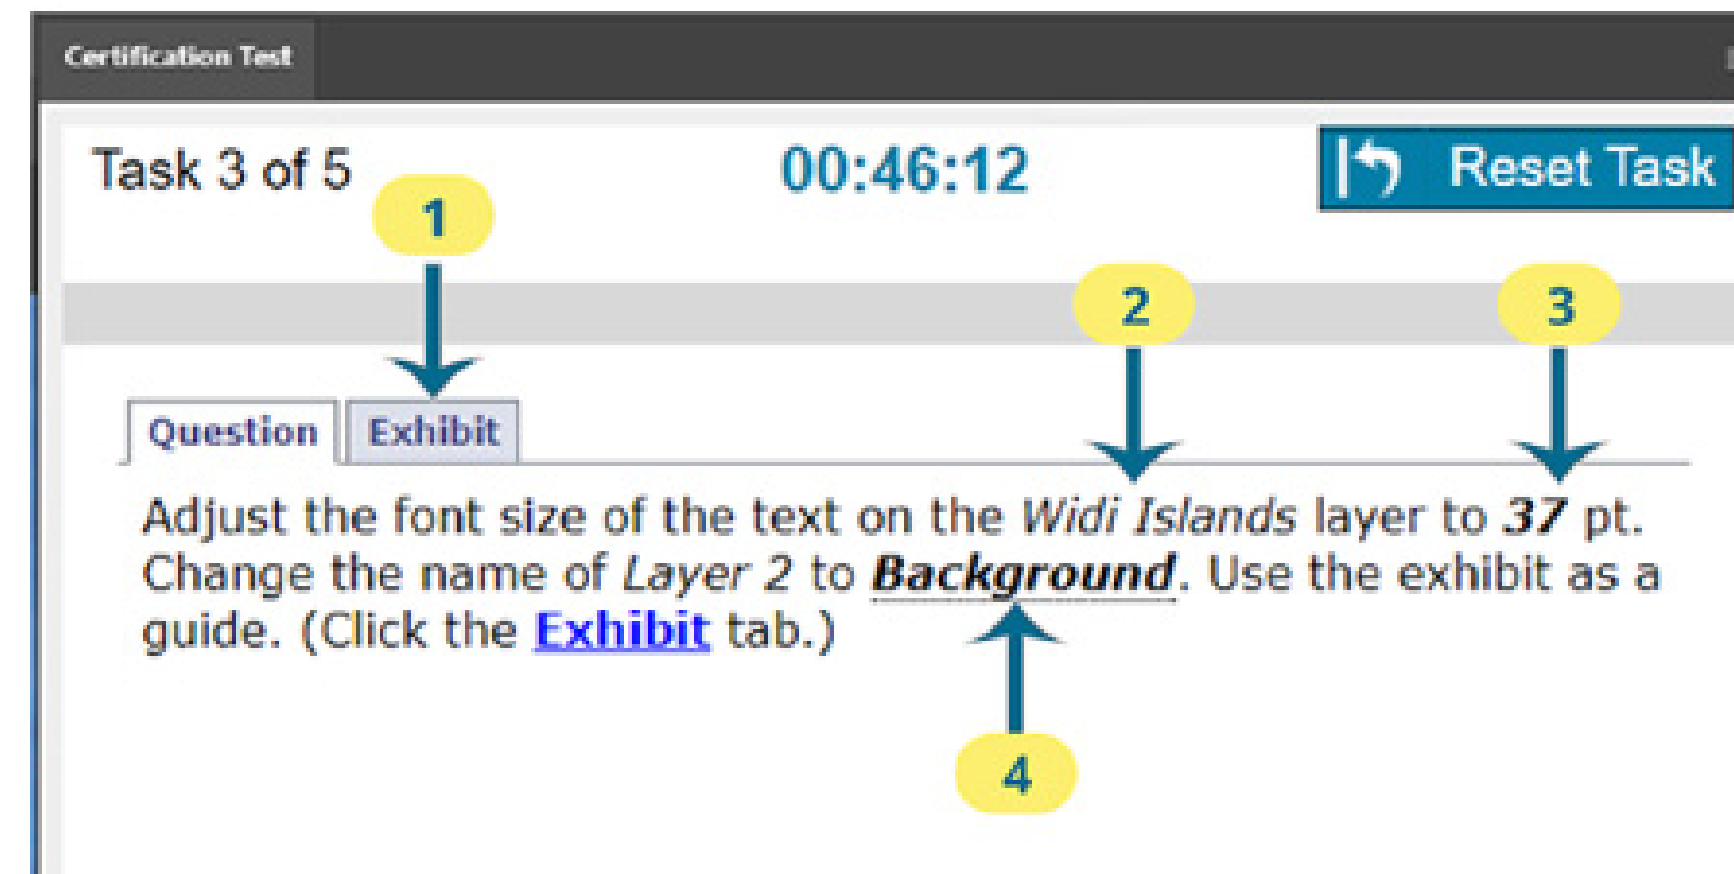 Certification Test
Task 3 of 5 00:46:12 Reset Task
1
2 3
Question Exhibit
Adjust the font size of the text on the Widi Islands layer to 37 pt.
Change the name of Layer 2 to Background. Use the exhibit as a
guide. (Click the Exhibit tab.)
4